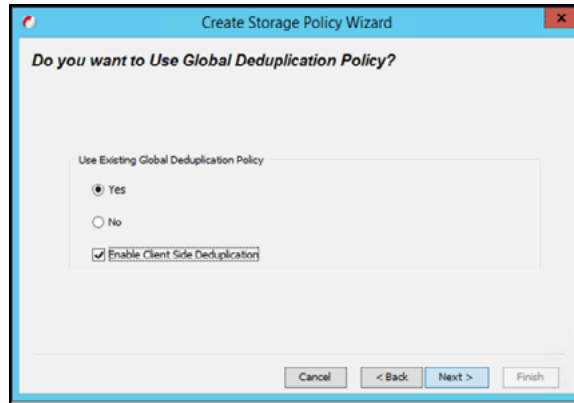 Create Storage Policy Wizard
x
Do you want to Use Global Deduplication Policy?
Use Existing Global Deduplication Policy
Yes
No
Enable Client Side Deduplication
Cancel
< Back
Next >
Finish